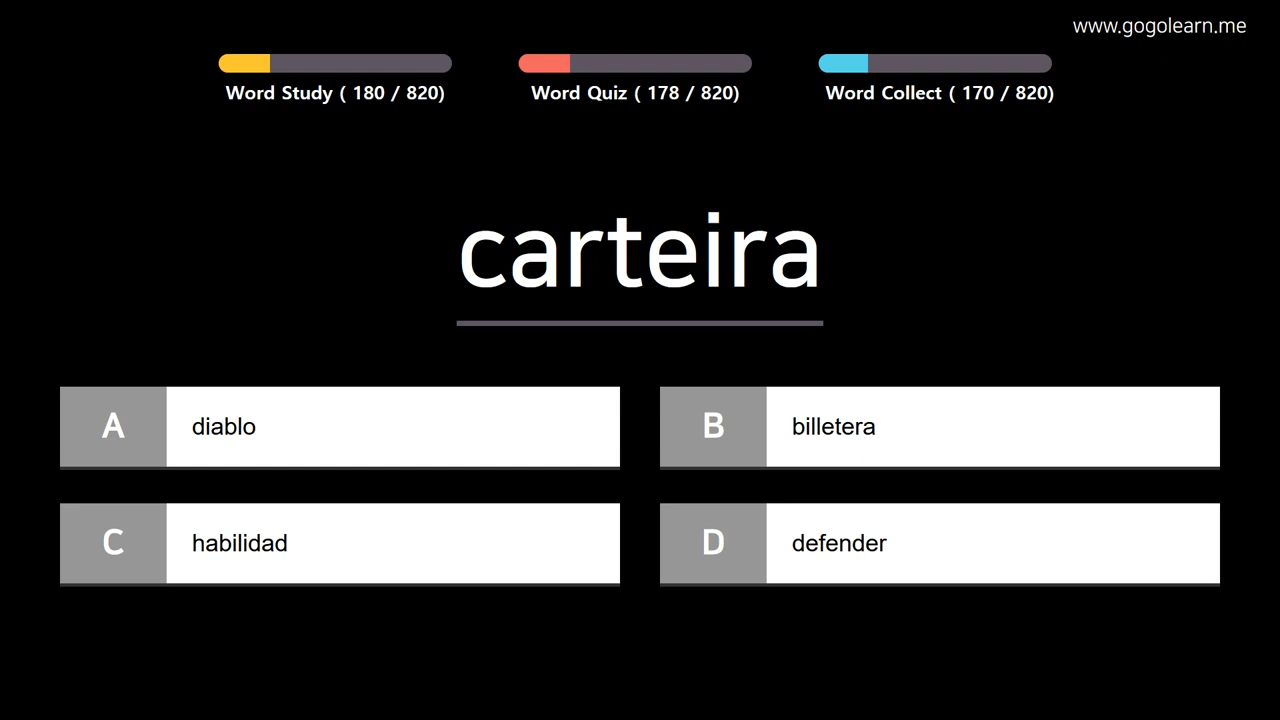 www.gogolearn.me
Word Study ( 180 / 820)
Word Quiz ( 178 / 820)
Word Collect ( 170 / 820)
carteira
A diablo
B billetera
C habilidad
D defender